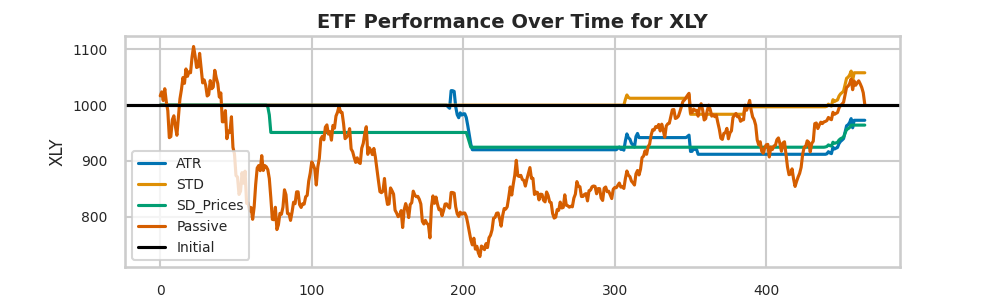 ETF Performance Over Time for XLY
XLY
1100
1000
900
800
ATR
STD
SD_Prices
Passive
Initial
0
100
200
300
400